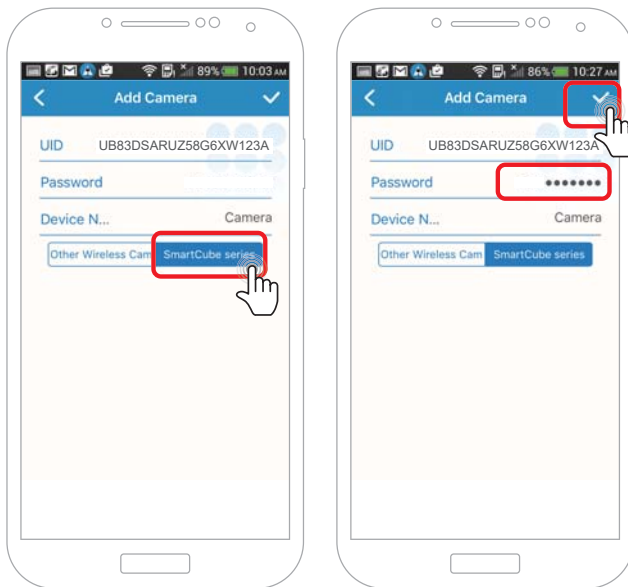 89% 10:03 AM
Add Camera
UID UB83DSARUZ58G6XW123A
Password
Device N... Camera
Other Wireless Cam SmartCube series
86% 10:27 AM
Add Camera
UID UB83DSARUZ58G6XW123A
Password •••••••
Device N... Camera
Other Wireless Cam SmartCube series